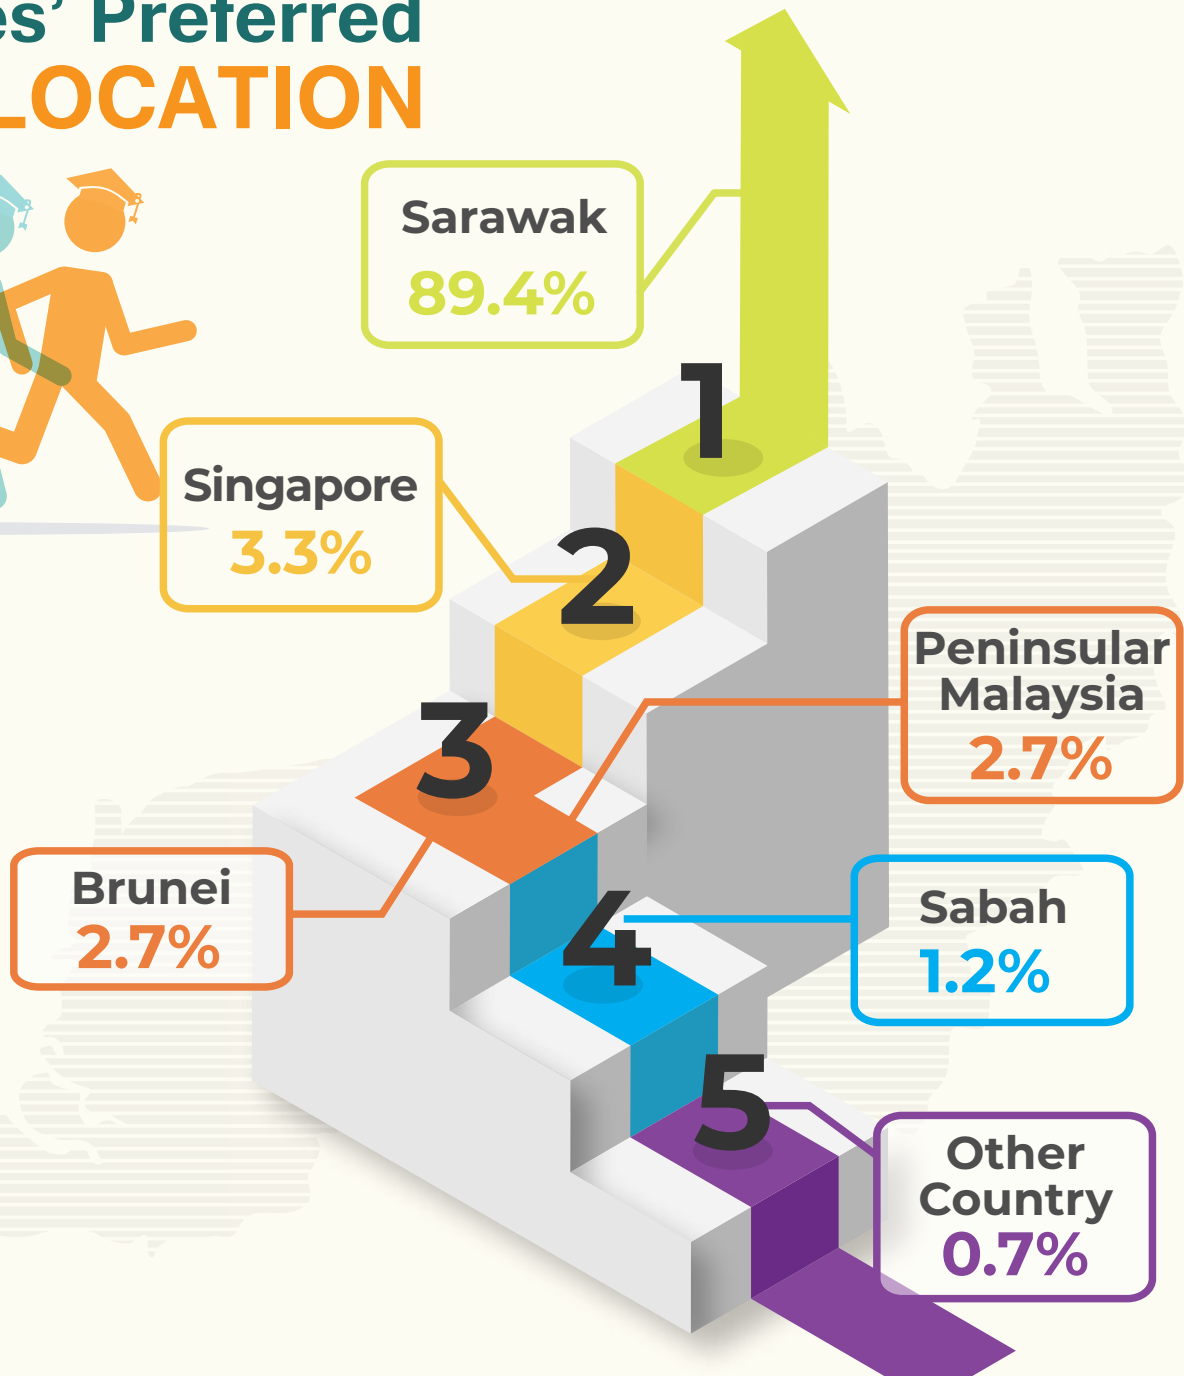 es' Preferred
LOCATION
Sarawak
89.4%
1
Singapore
3.3%
2
Peninsular
Malaysia
2.7%
3
Brunei
2.7%
Sabah
1.2%
4
5
Other
Country
0.7%